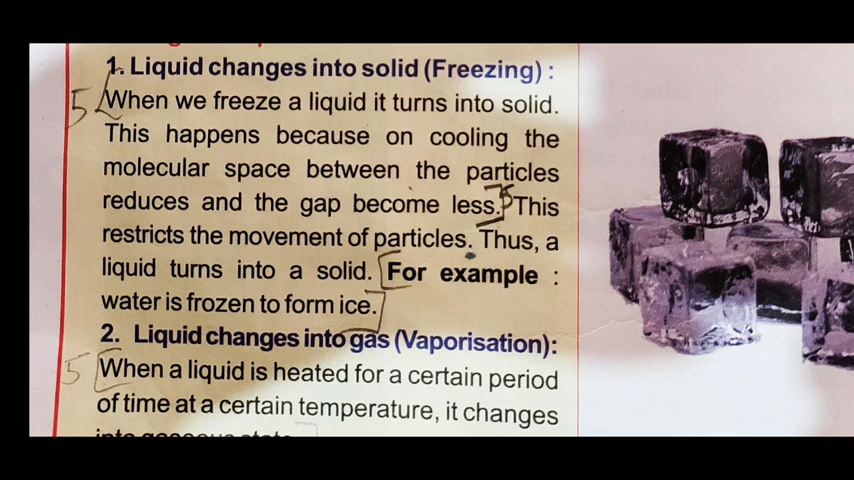 1. Liquid changes into solid (Freezing) :
5 When we freeze a liquid it turns into solid.
This happens because on cooling the
molecular space between the particles
reduces and the gap become less. This
restricts the movement of particles. Thus, a
liquid turns into a solid. For example :
water is frozen to form ice.
2. Liquid changes into gas (Vaporisation):
5 When a liquid is heated for a certain period
of time at a certain temperature, it changes
into gaseous state